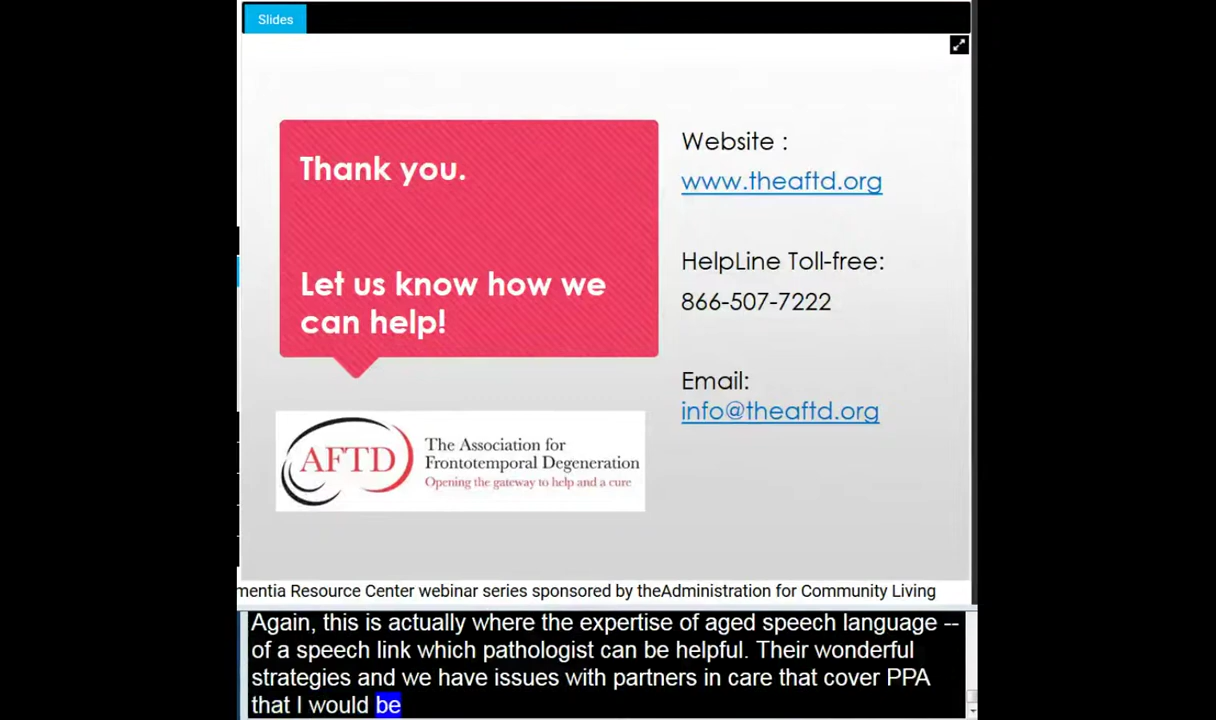 Slides
Thank you.
Let us know how we
can help!
Website :
www.theaftd.org
HelpLine Toll-free:
866-507-7222
Email:
info@theaftd.org
AFTD
The Association for
Frontotemporal Degeneration
Opening the gateway to help and a cure
mentia Resource Center webinar series sponsored by theAdministration for Community Living
Again, this is actually where the expertise of aged speech language --
of a speech link which pathologist can be helpful. Their wonderful
strategies and we have issues with partners in care that cover PPA
that I would be